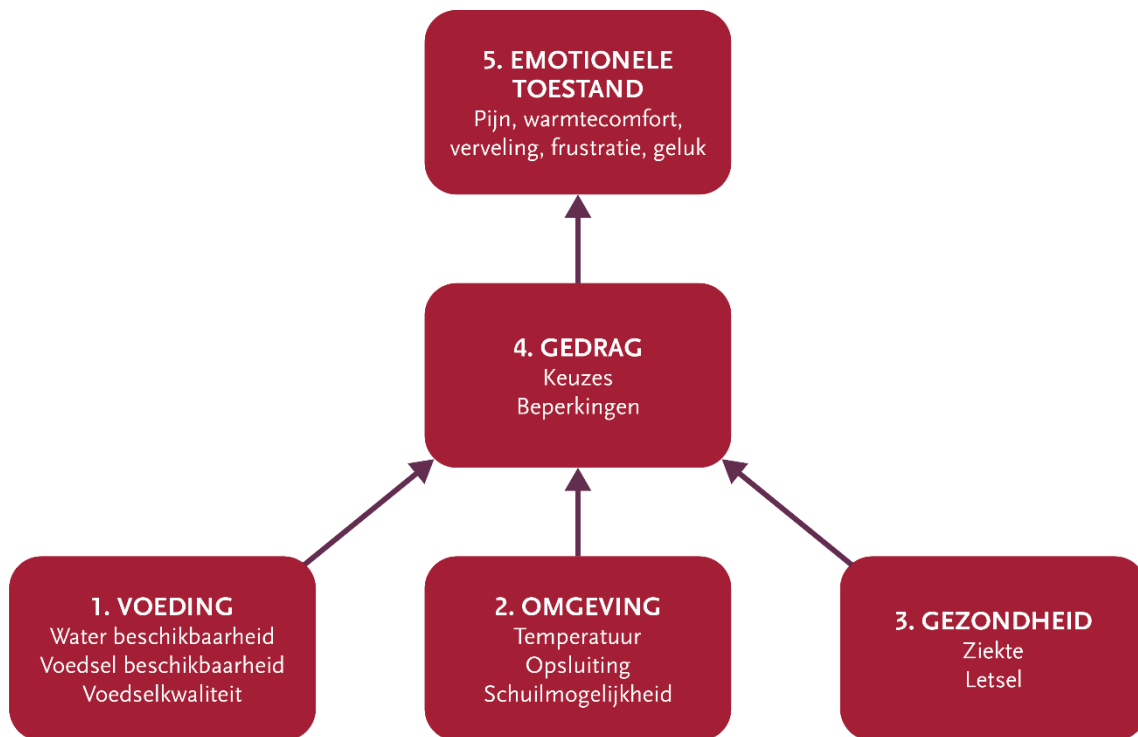 5. EMOTIONELE
TOESTAND
Pijn, warmtecomfort,
verveling, frustratie, geluk
4. GEDRAG
Keuzes
Beperkingen
1. VOEDING
Water beschikbaarheid
Voedsel beschikbaarheid
Voedselkwaliteit
2. OMGEVING
Temperatuur
Opsluiting
Schuilmogelijkheid
3. GEZONDHEID
Ziekte
Letsel